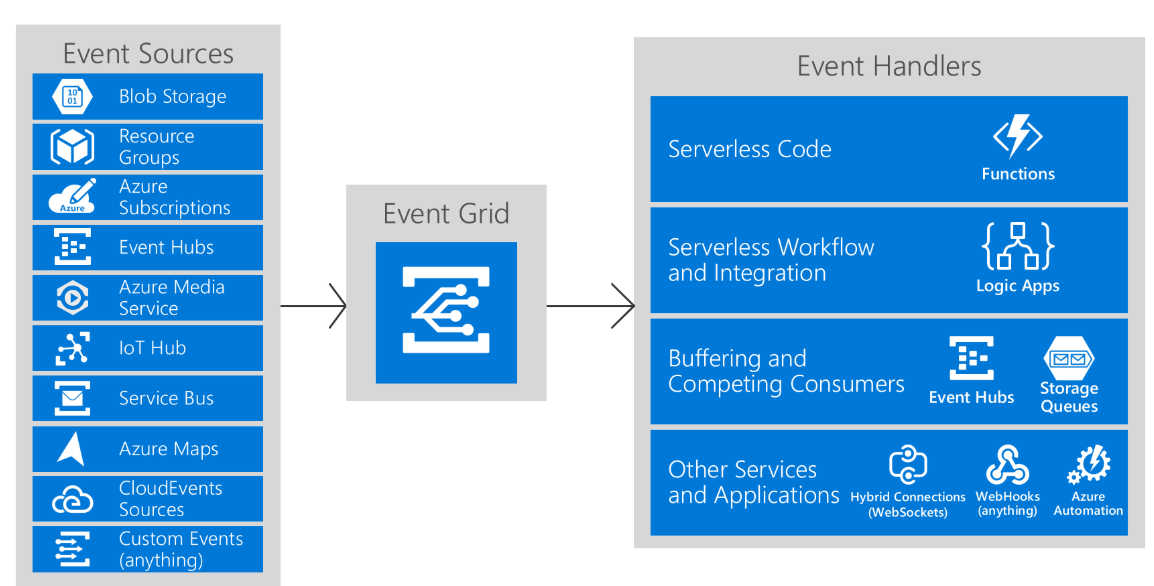 Event Sources
10
01
Blob Storage
Resource
Groups
Azure
Azure
Subscriptions
Event Hubs
Azure Media
Service
IoT Hub
Service Bus
Azure Maps
CloudEvents
Sources
Custom Events
(anything)
Event Grid
Event Handlers
Serverless Code
Functions
Serverless Workflow
and Integration
Logic Apps
Buffering and
Competing Consumers
Event Hubs
Storage
Queues
Other Services
and Applications
Hybrid Connections
(WebSockets)
WebHooks
(anything)
Azure
Automation